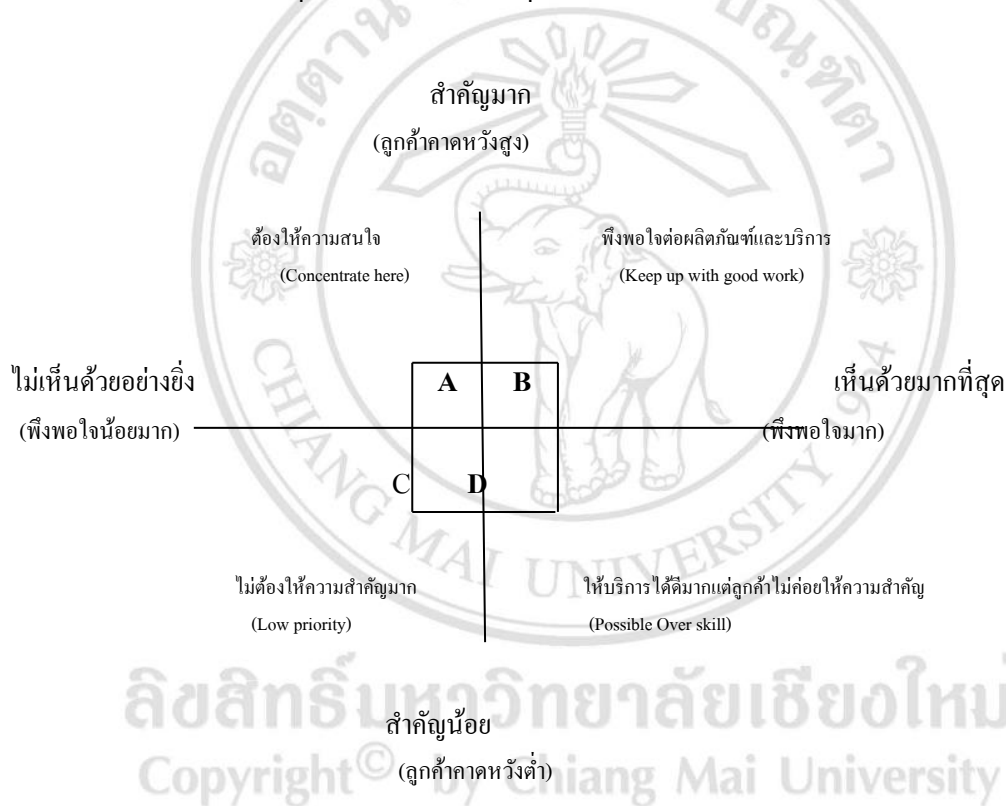 สำคัญมาก
(ลูกค้าคาดหวังสูง)
ต้องให้ความสนใจ
(Concentrate here)
พึงพอใจต่อผลิตภัณฑ์และบริการ
(Keep up with good work)
ไม่เห็นด้วยอย่างยิ่ง
(พึงพอใจน้อยมาก)
A B
เห็นด้วยมากที่สุด
(พึงพอใจมาก)
C D
ไม่ต้องให้ความสำคัญมาก
(Low priority)
ให้บริการได้ดีมากแต่ลูกค้าไม่ค่อยให้ความสำคัญ
(Possible Over skill)
สำคัญน้อย
(ลูกค้าคาดหวังต่ำ)
CHIANG MAI UNIVERSITY 1964
ลิขสิทธิ์มหาวิทยาลัยเชียงใหม่
Copyright © by Chiang Mai University